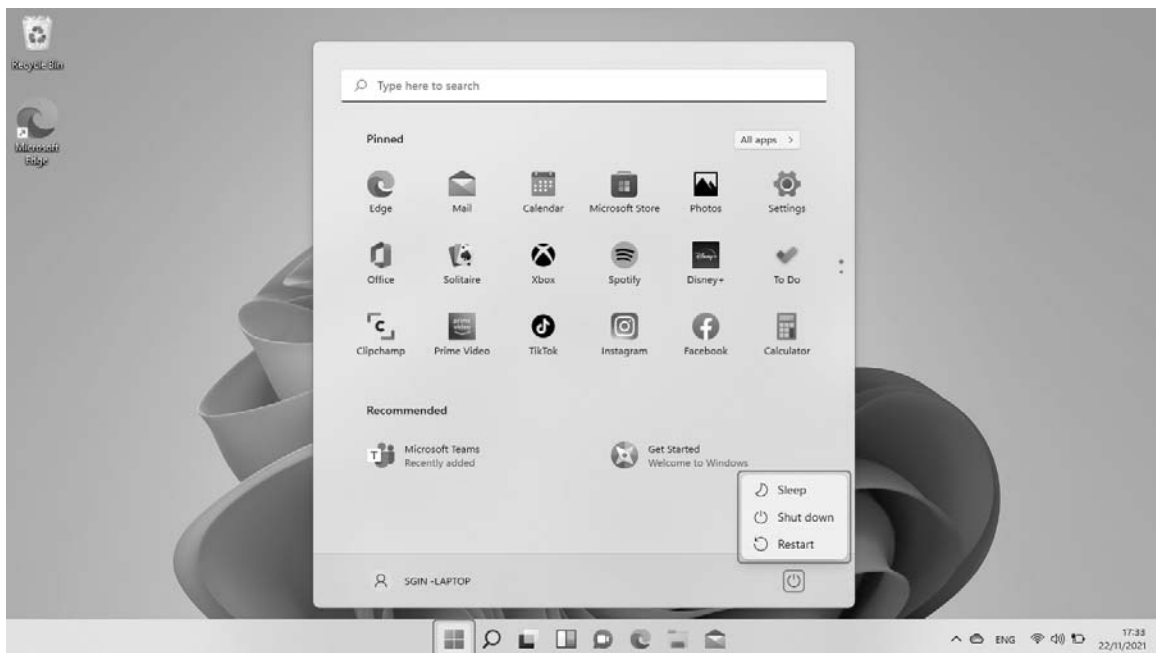 Recycle Bin
Microsoft
Edge
Type here to search
Pinned
All apps >
Edge
Mail
Calendar
Microsoft Store
Photos
Settings
Office
Solitaire
Xbox
Spotify
Disney+
To Do
Clipchamp
Prime Video
TikTok
Instagram
Facebook
Calculator
Recommended
Microsoft Teams
Recently added
Get Started
Welcome to Windows
Sleep
Shut down
Restart
SGIN -LAPTOP
ENG
17:33
22/11/2021